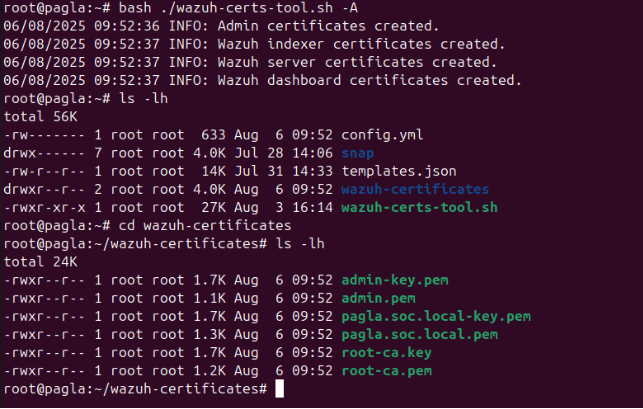 root@pagla:~# bash ./wazuh-certs-tool.sh -A
06/08/2025 09:52:36 INFO: Admin certificates created.
06/08/2025 09:52:37 INFO: Wazuh indexer certificates created.
06/08/2025 09:52:37 INFO: Wazuh server certificates created.
06/08/2025 09:52:37 INFO: Wazuh dashboard certificates created.
root@pagla:~# ls -lh
total 56K
-rw------- 1 root root  633 Aug  6 09:52 config.yml
drwx------ 7 root root 4.0K Jul 28 14:06 snap
-rw-r--r-- 1 root root  14K Jul 31 14:33 templates.json
drwxr--r-- 2 root root 4.0K Aug  6 09:52 wazuh-certificates
-rwxr-xr-x 1 root root  27K Aug  3 16:14 wazuh-certs-tool.sh
root@pagla:~# cd wazuh-certificates
root@pagla:~/wazuh-certificates# ls -lh
total 24K
-rwxr--r-- 1 root root 1.7K Aug  6 09:52 admin-key.pem
-rwxr--r-- 1 root root 1.1K Aug  6 09:52 admin.pem
-rwxr--r-- 1 root root 1.7K Aug  6 09:52 pagla.soc.local-key.pem
-rwxr--r-- 1 root root 1.3K Aug  6 09:52 pagla.soc.local.pem
-rwxr--r-- 1 root root 1.7K Aug  6 09:52 root-ca.key
-rwxr--r-- 1 root root 1.2K Aug  6 09:52 root-ca.pem
root@pagla:~/wazuh-certificates#